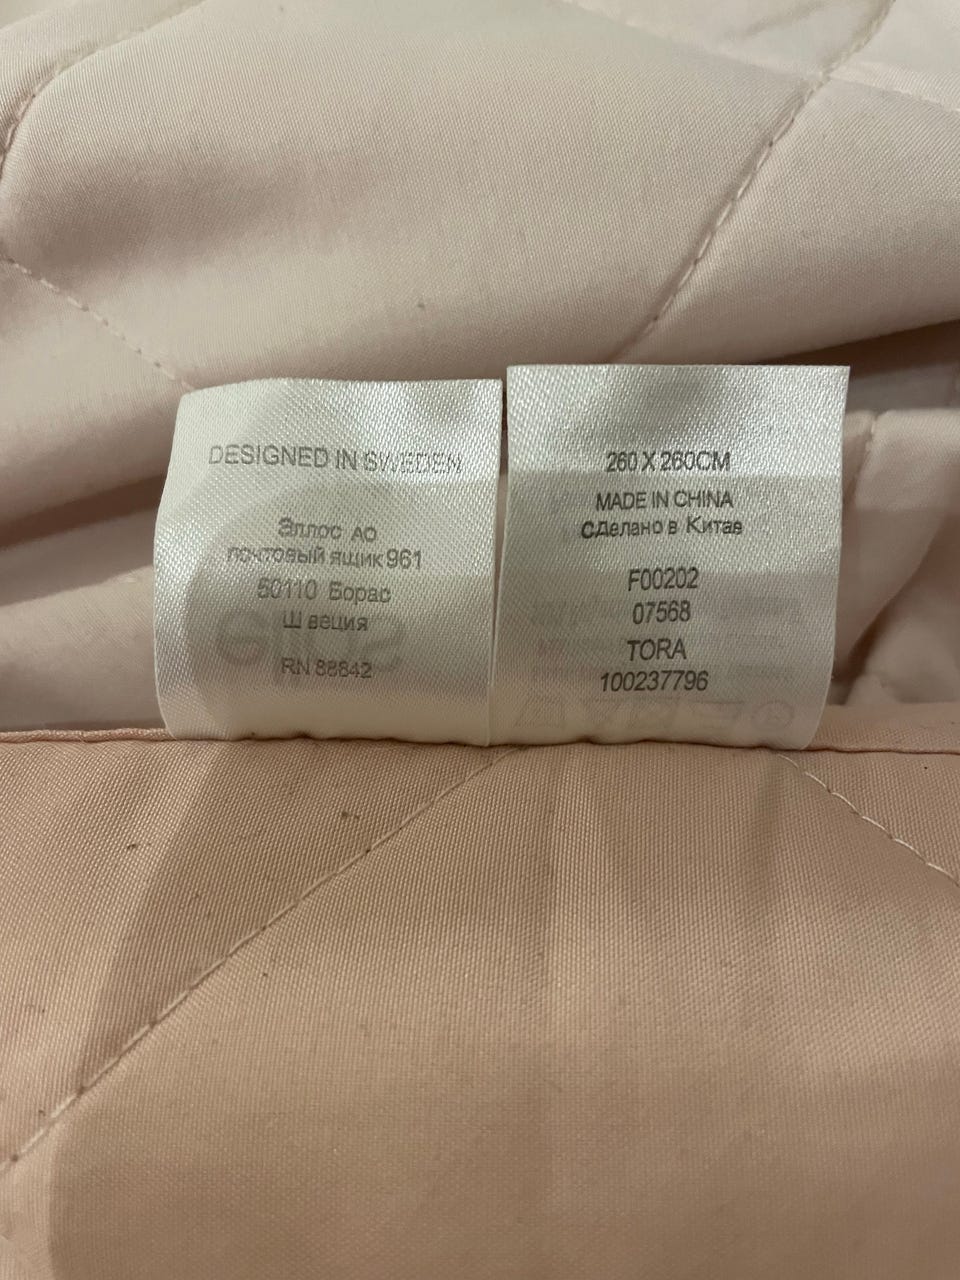 DESIGNED IN SWEDEN
Эллос АО
почтовый ящик 961
50110 Борас
Швеция
RN 88842
260 X 260CM
MADE IN CHINA
сделано в Китае
F00202
07568
TORA
100237796